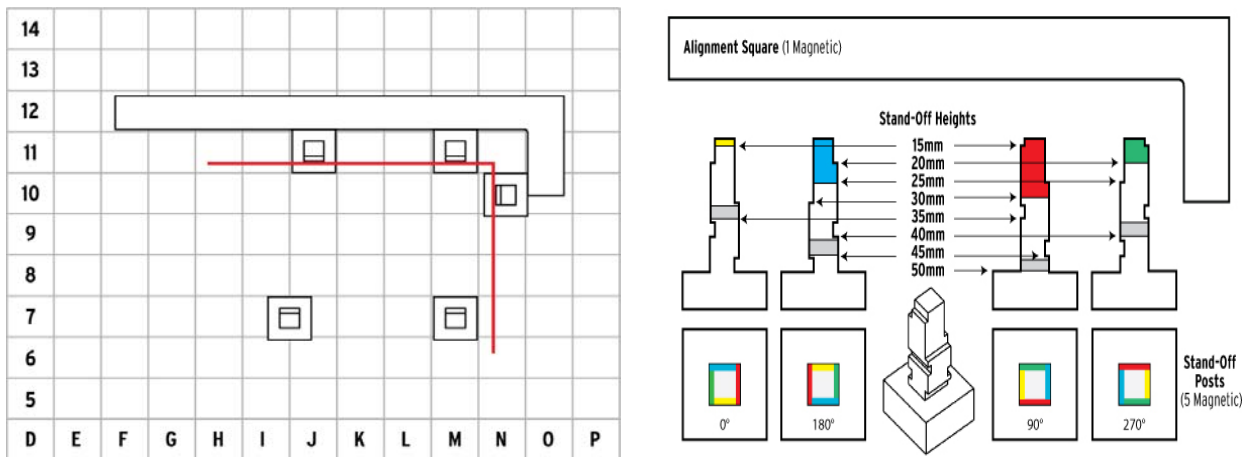 14
13
12
11
10
9
8
7
6
5
D E F G H I J K L M N O P
Alignment Square (1 Magnetic)
Stand-Off Heights
15mm
20mm
25mm
30mm
35mm
40mm
45mm
50mm
0° 180° 90° 270°
Stand-Off
Posts
(5 Magnetic)